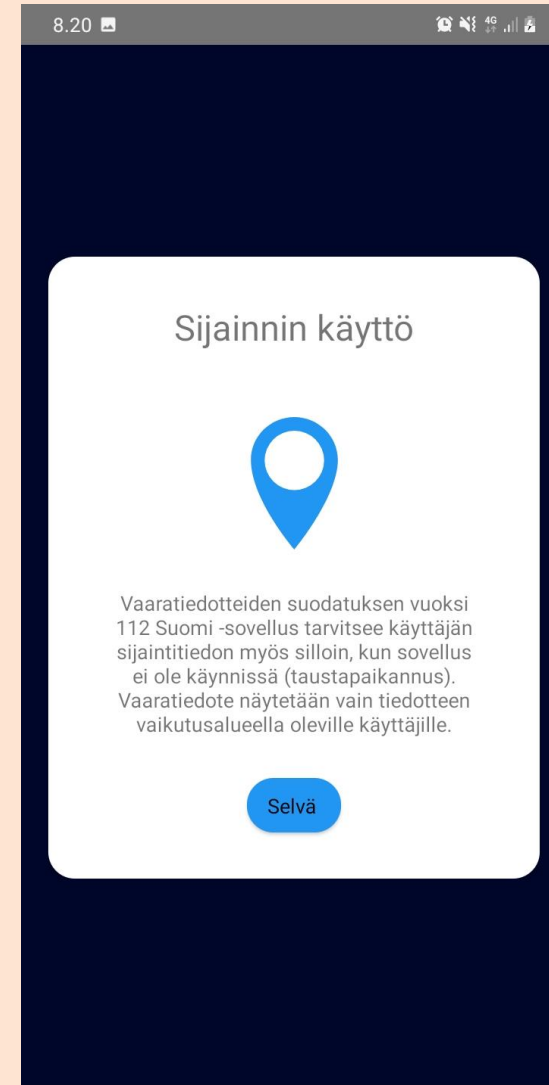 8.20
4G
Sijainnin käyttö
Vaaratiedotteiden suodatuksen vuoksi
112 Suomi -sovellus tarvitsee käyttäjän
sijaintitiedon myös silloin, kun sovellus
ei ole käynnissä (taustapaikannus).
Vaaratiedote näytetään vain tiedotteen
vaikutusalueella oleville käyttäjille.
Selvä